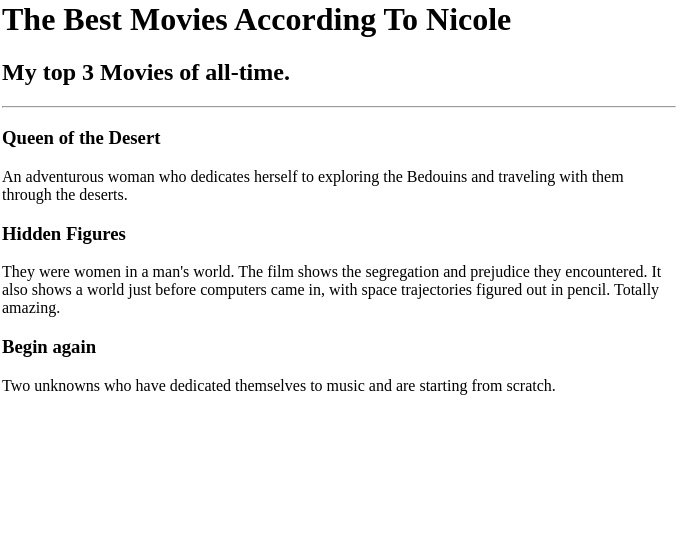 The Best Movies According To Nicole
My top 3 Movies of all-time.
Queen of the Desert
An adventurous woman who dedicates herself to exploring the Bedouins and traveling with them
through the deserts.
Hidden Figures
They were women in a man's world. The film shows the segregation and prejudice they encountered. It
also shows a world just before computers came in, with space trajectories figured out in pencil. Totally
amazing.
Begin again
Two unknowns who have dedicated themselves to music and are starting from scratch.